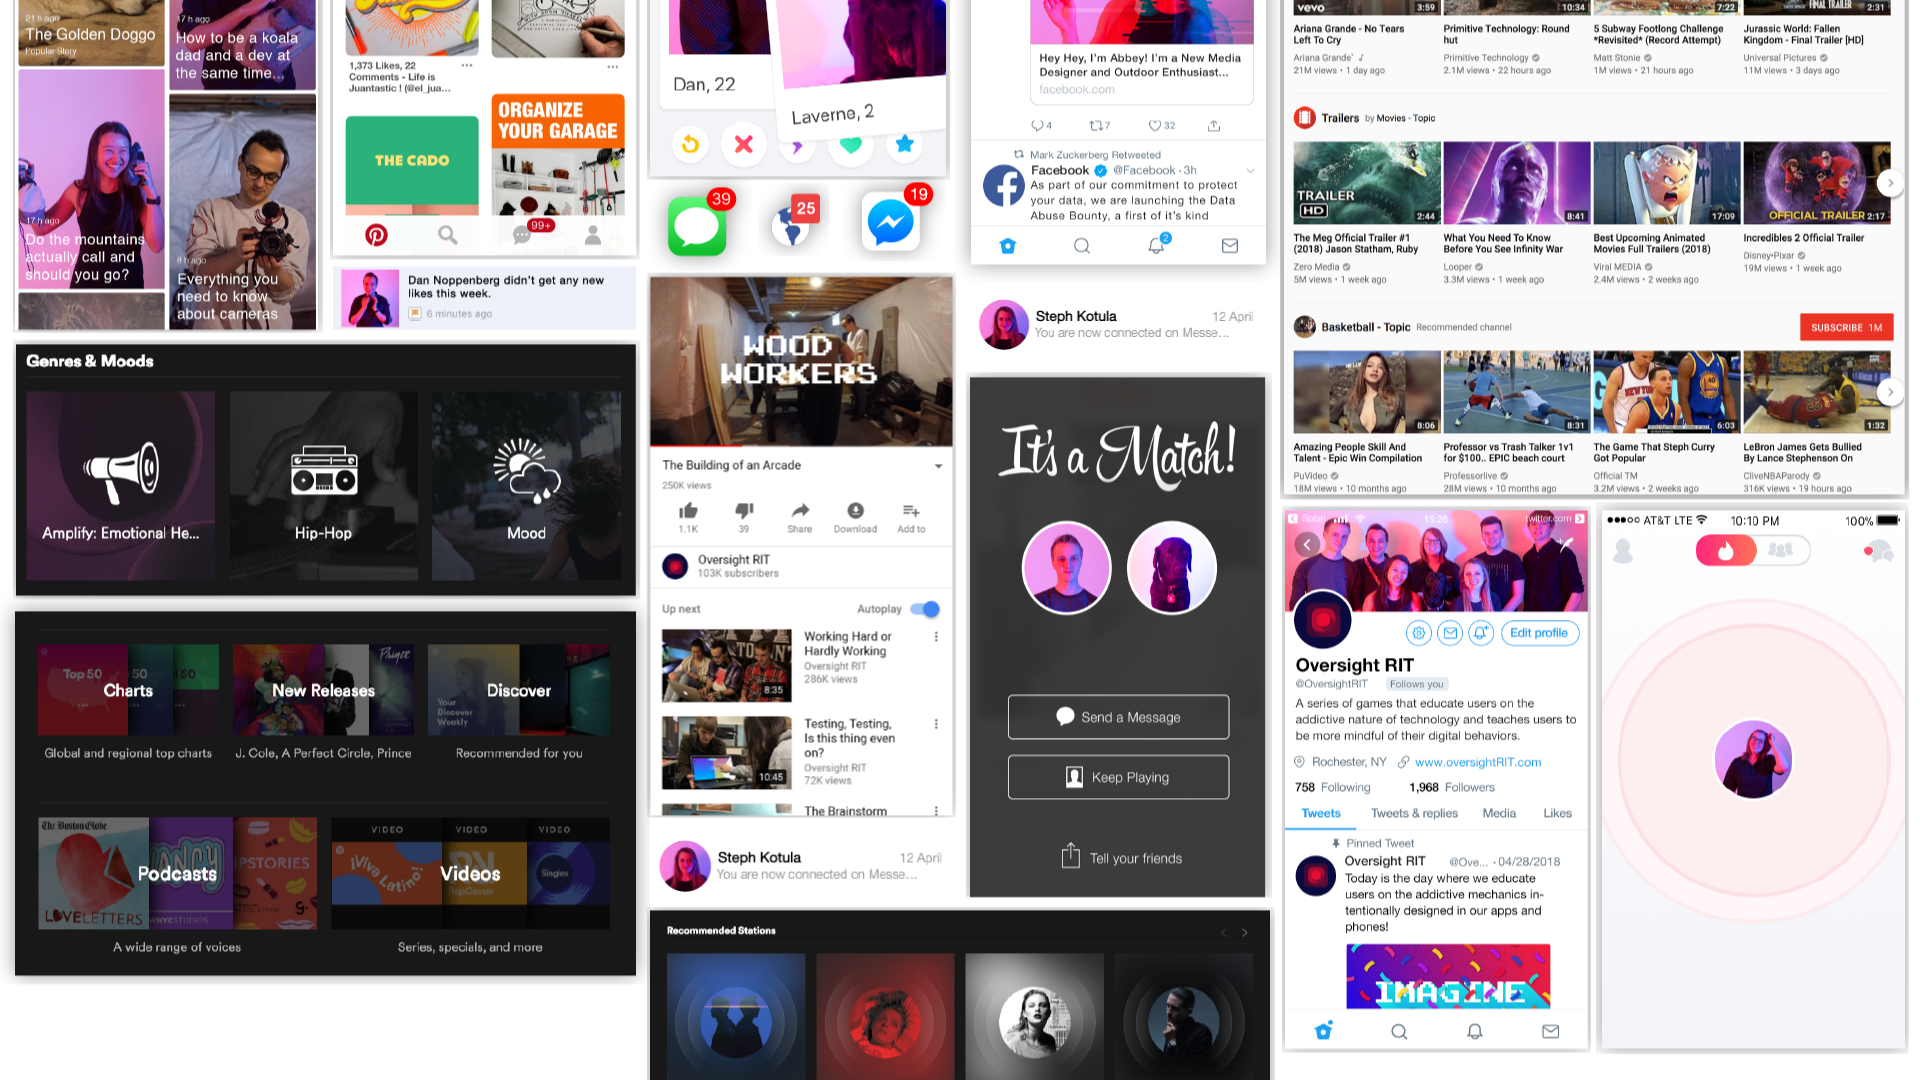 21 h ago
The Golden Doggo
Popular Story
17 h ago
How to be a koala
dad and a dev at
the same time...
17 h ago
Do the mountains
actually call and
should you go?
8 h ago
Everything you
need to know
about cameras
1,373 Likes, 22
Comments - Life is
Juantastic ! (@el_jua...
THE CADO
ORGANIZE
YOUR GARAGE
99+
Dan Noppenberg didn't get any new
likes this week.
6 minutes ago
Genres & Moods
Amplify: Emotional He...
Hip-Hop
Mood
Top 50
50
50
Prince
Charts
New Releases
Your
Discover
Weekly
Discover
Global and regional top charts
J. Cole, A Perfect Circle, Prince
Recommended for you
The Boston Globe
LOVELETTERS
WNYCSTUDIOS
Podcasts
A wide range of voices
VIDEO
VIDEO
VIDEO
¡Viva Latino!
RapCaviar
Singles
Videos
Series, specials, and more
Dan, 22
Laverne, 2
39
25
19
WOOD
WORKERS
The Building of an Arcade
250K views
1.1K
39
Share
Download
Add to
Oversight RIT
103K subscribers
Up next
Autoplay
Working Hard or
Hardly Working
Oversight RIT
286K views
8:35
Testing, Testing,
Is this thing even
on?
Oversight RIT
72K views
10:45
The Brainstorm
Steph Kotula
12 April
You are now connected on Messe...
Recommended Stations
Hey Hey, I'm Abbey! I'm a New Media
Designer and Outdoor Enthusiast...
facebook.com
4
7
32
Mark Zuckerberg Retweeted
Facebook @Facebook · 3h
As part of our commitment to protect
your data, we are launching the Data
Abuse Bounty, a first of it's kind
2
Steph Kotula
12 April
You are now connected on Messe...
It's a Match!
Send a Message
Keep Playing
Tell your friends
vevo
3:59
10:34
7:22
FINAL TRAILER
2:31
Ariana Grande - No Tears
Left To Cry
Ariana Grande
21M views • 1 day ago
Primitive Technology: Round
hut
Primitive Technology
2.1M views • 22 hours ago
5 Subway Footlong Challenge
*Revisited* (Record Attempt)
Matt Stonie
1M views • 21 hours ago
Jurassic World: Fallen
Kingdom - Final Trailer [HD]
Universal Pictures
11M views • 3 days ago
Trailers by Movies - Topic
TRAILER
HD
2:44
8:41
17:09
OFFICIAL TRAILER 2:17
The Meg Official Trailer #1
(2018) Jason Statham, Ruby
Zero Media
5M views • 1 week ago
What You Need To Know
Before You See Infinity War
Looper
3.3M views • 1 week ago
Best Upcoming Animated
Movies Full Trailers (2018)
Viral MEDIA
2.4M views • 2 weeks ago
Incredibles 2 Official Trailer
Disney•Pixar
19M views • 1 week ago
Basketball - Topic Recommended channel
SUBSCRIBE 1M
8:06
8:31
NEW YORK
40
6:03
1:32
Amazing People Skill And
Talent - Epic Win Compilation
PuVideo
18M views • 10 months ago
Professor vs Trash Talker 1v1
for $100.. EPIC beach court
Professorlive
28M views • 10 months ago
The Game That Steph Curry
Got Popular
Official TM
3.2M views • 2 weeks ago
LeBron James Gets Bullied
By Lance Stephenson On
CliveNBAParody
316K views • 19 hours ago
Safari
15:26
twitter.com
Edit profile
Oversight RIT
@OversightRIT Follows you
A series of games that educate users on the
addictive nature of technology and teaches users to
be more mindful of their digital behaviors.
Rochester, NY www.oversightRIT.com
758 Following 1,968 Followers
Tweets Tweets & replies Media Likes
Pinned Tweet
Oversight RIT @Ove... · 04/28/2018
Today is the day where we educate
users on the addictive mechanics in-
tentionally designed in our apps and
phones!
IMAGINE
AT&T LTE
10:10 PM
100%